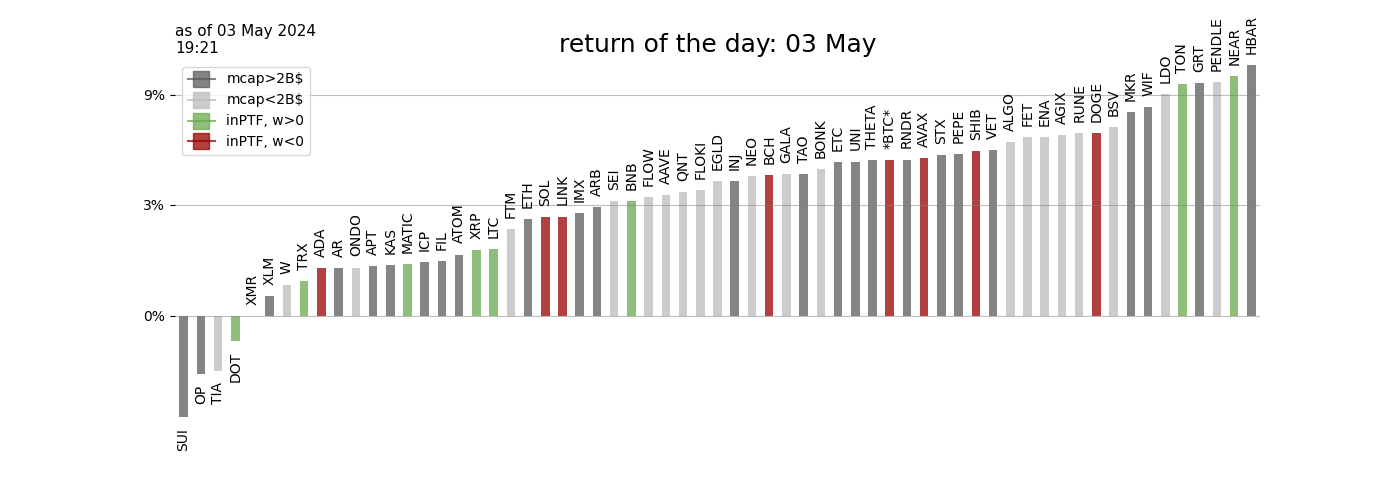 as of 03 May 2024
19:21
return of the day: 03 May
mcap>2B$
mcap<2B$
inPTF, w>0
inPTF, w<0
9%
3%
0%
SUI
OP
TIA
DOT
XMR
XLM
W
TRX
ADA
AR
ONDO
APT
KAS
MATIC
ICP
FIL
ATOM
XRP
LTC
FTM
ETH
SOL
LINK
IMX
ARB
SEI
BNB
FLOW
AAVE
QNT
FLOKI
EGLD
INJ
NEO
BCH
GALA
TAO
BONK
ETC
UNI
THETA
*BTC*
RNDR
AVAX
STX
PEPE
SHIB
VET
ALGO
FET
ENA
AGIX
RUNE
DOGE
BSV
MKR
WIF
LDO
TON
GRT
PENDLE
NEAR
HBAR